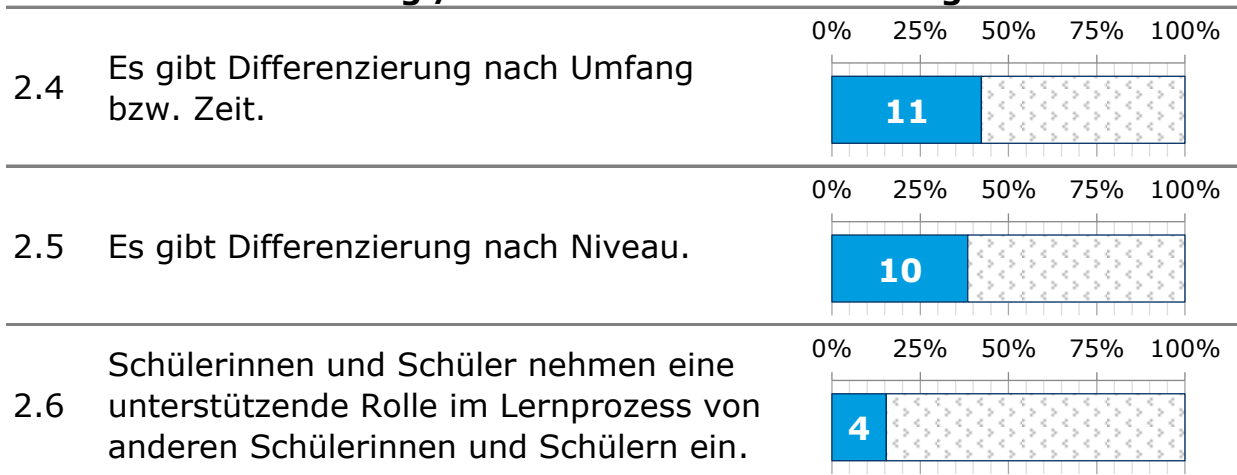 0% 25% 50% 75% 100%
2.4 Es gibt Differenzierung nach Umfang
bzw. Zeit.
11
0% 25% 50% 75% 100%
2.5 Es gibt Differenzierung nach Niveau.
10
0% 25% 50% 75% 100%
Schülerinnen und Schüler nehmen eine
2.6 unterstützende Rolle im Lernprozess von
anderen Schülerinnen und Schülern ein.
4